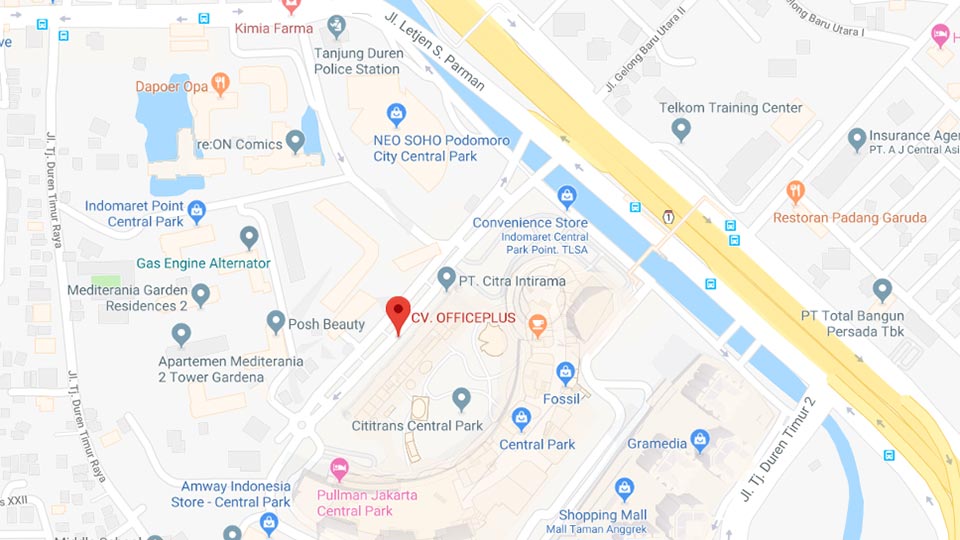 Kimia Farma
Jl. Letjen S. Parman
Jl. Gelong Baru Utara II
Gelong Baru Utara I
Tanjung Duren
Police Station
Dapoer Opa
Telkom Training Center
re:ON Comics
NEO SOHO Podomoro
City Central Park
Insurance Agen
PT. A J Central Asi
Jl. Tj. Duren Timur Raya
Indomaret Point
Central Park
Convenience Store
Indomaret Central
Park Point. TLSA
1
Restoran Padang Garuda
Gas Engine Alternator
PT. Citra Intirama
Mediterania Garden
Residences 2
CV. OFFICEPLUS
Posh Beauty
PT Total Bangun
Persada Tbk
Apartemen Mediterania
2 Tower Gardena
Jl. Tj. Duren Timur Raya
Fossil
Cititrans Central Park
Central Park
Gramedia
Jl. Tj. Duren Timur 2
Amway Indonesia
Store - Central Park
Pullman Jakarta
Central Park
s XXII
Shopping Mall
Mall Taman Anggrek